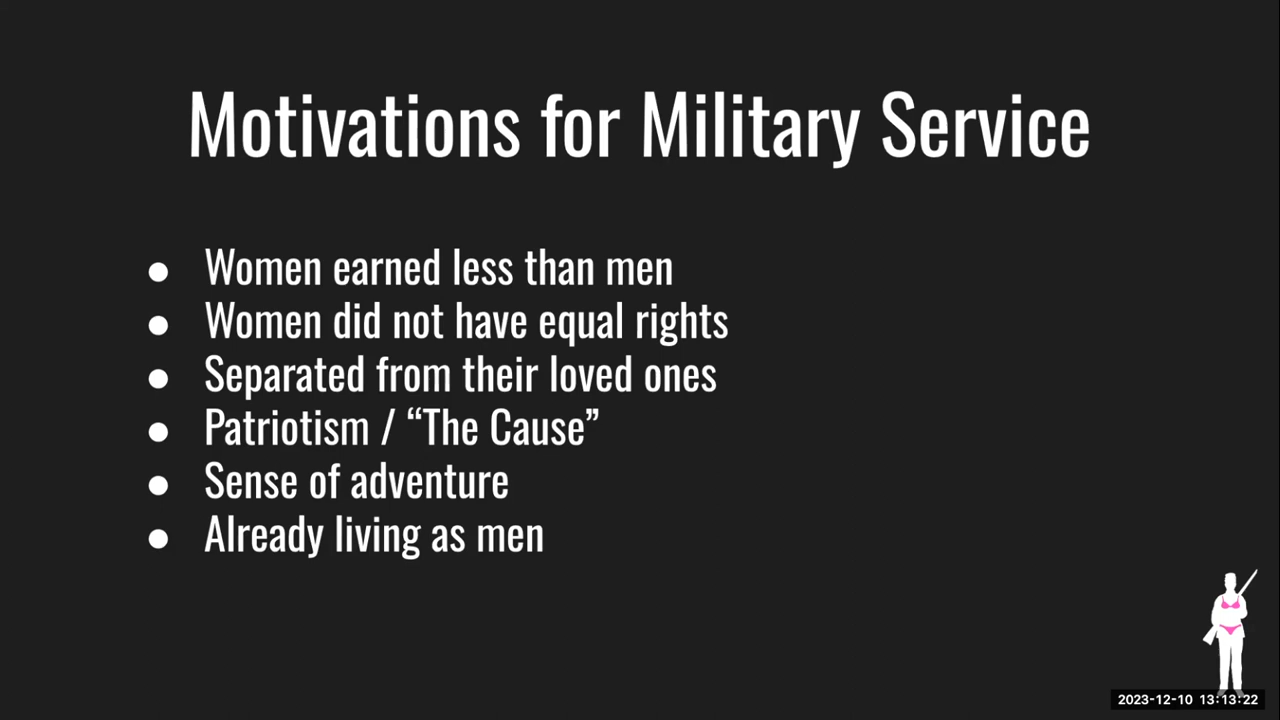 Motivations for Military Service
● Women earned less than men
● Women did not have equal rights
● Separated from their loved ones
● Patriotism / “The Cause”
● Sense of adventure
● Already living as men
2023-12-10 13:13:22